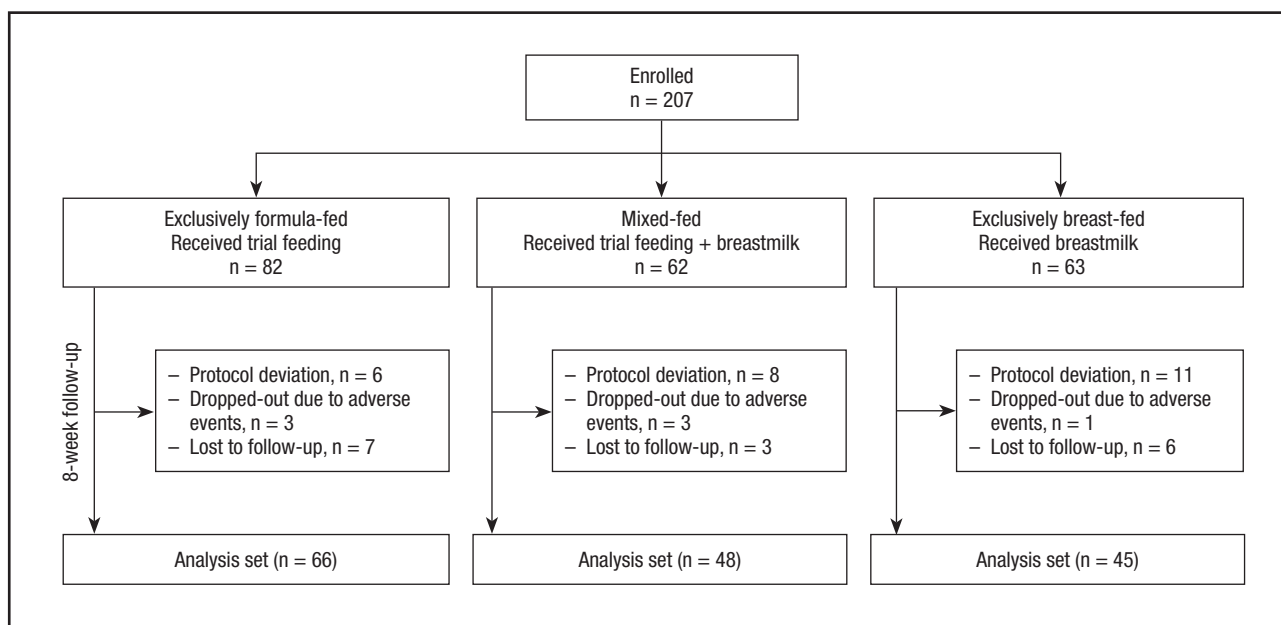 Enrolled
n = 207
Exclusively formula-fed
Received trial feeding
n = 82
Mixed-fed
Received trial feeding + breastmilk
n = 62
Exclusively breast-fed
Received breastmilk
n = 63
8-week follow-up
– Protocol deviation, n = 6
– Dropped-out due to adverse
events, n = 3
– Lost to follow-up, n = 7
– Protocol deviation, n = 8
– Dropped-out due to adverse
events, n = 3
– Lost to follow-up, n = 3
– Protocol deviation, n = 11
– Dropped-out due to adverse
events, n = 1
– Lost to follow-up, n = 6
Analysis set (n = 66)
Analysis set (n = 48)
Analysis set (n = 45)